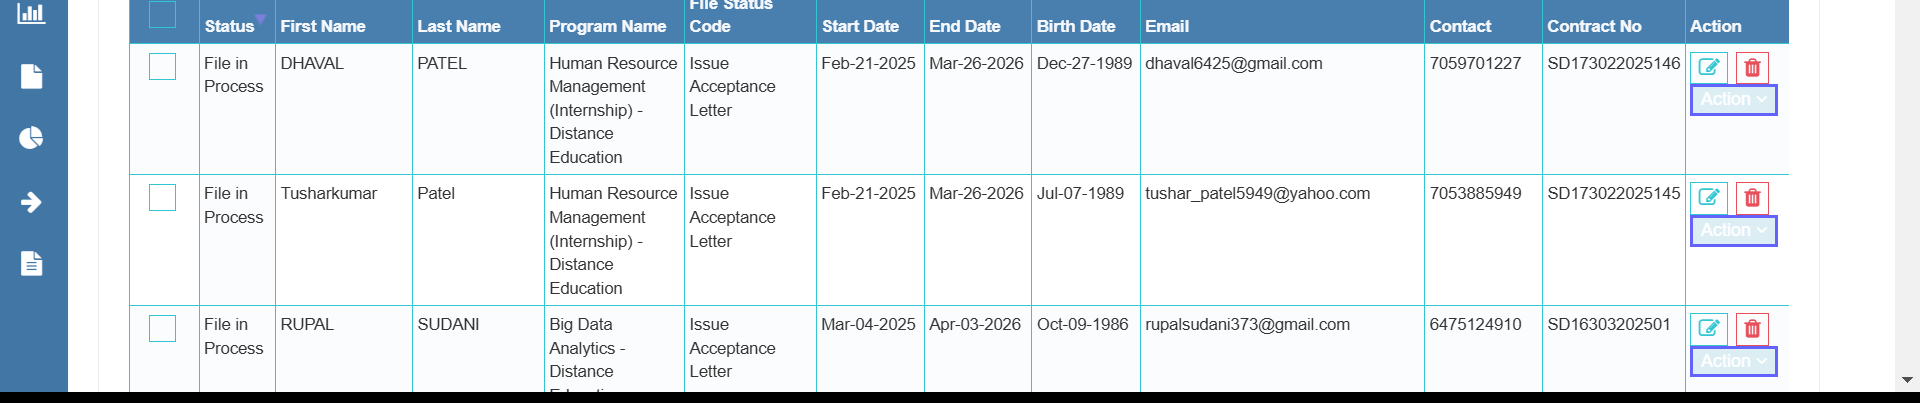 File Status
Status First Name Last Name Program Name Code Start Date End Date Birth Date Email Contact Contract No Action
File in DHAVAL PATEL Human Resource Issue Feb-21-2025 Mar-26-2026 Dec-27-1989 dhaval6425@gmail.com 7059701227 SD173022025146
Process Management Acceptance
Action
(Internship) - Letter
Distance
Education
File in Tusharkumar Patel Human Resource Issue Feb-21-2025 Mar-26-2026 Jul-07-1989 tushar_patel5949@yahoo.com 7053885949 SD173022025145
Process Management Acceptance
Action
(Internship) - Letter
Distance
Education
File in RUPAL SUDANI Big Data Issue Mar-04-2025 Apr-03-2026 Oct-09-1986 rupalsudani373@gmail.com 6475124910 SD16303202501
Process Analytics - Acceptance
Action
Distance Letter